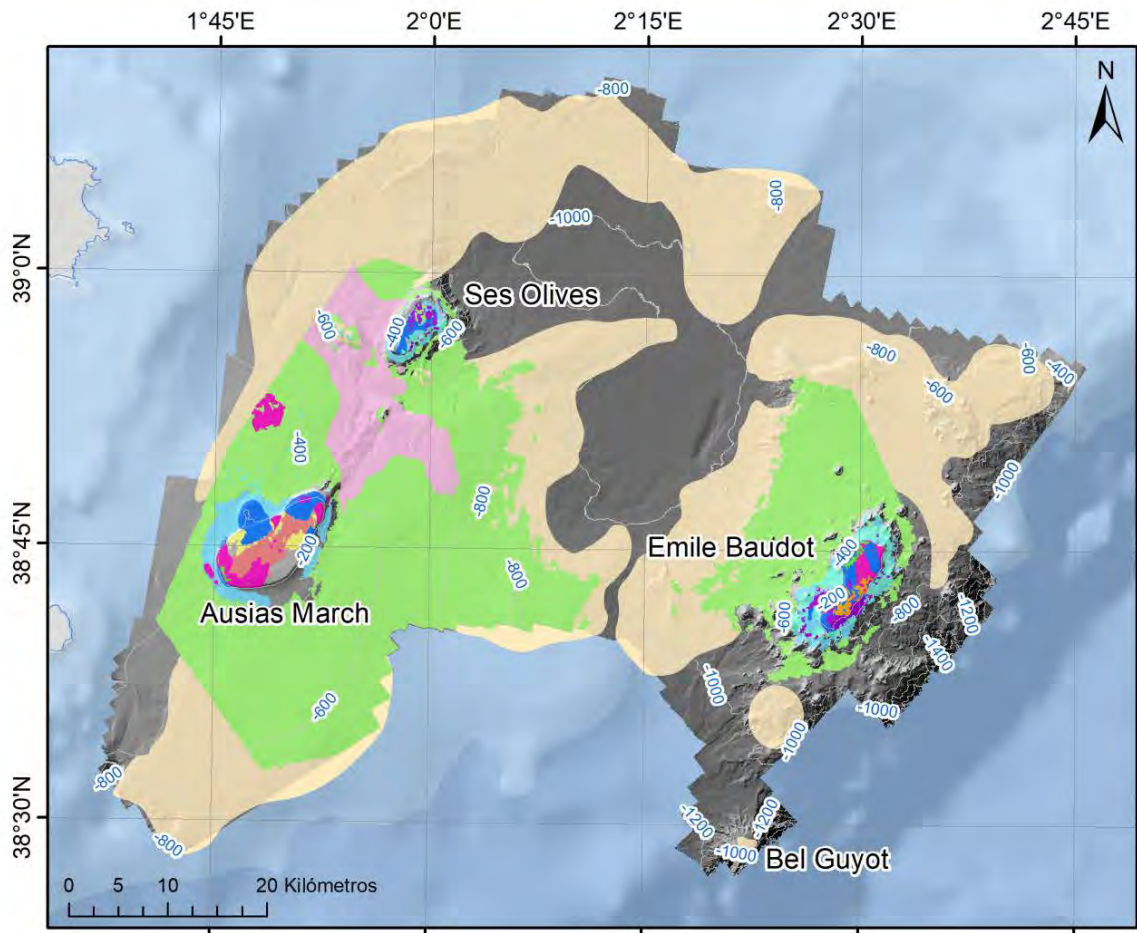 1°45'E 2°0'E 2°15'E 2°30'E 2°45'E
N
-800
-800
-1000
39°0'N
Ses Olives
-600 -400 -600
-800 -600 -400
-600
-1000
-400
-800
38°45'N
-200
Emile Baudot
-400
-800
-200
-600 -800
-1200
Ausias March
-1400
-600
-1000
-1000
-1000
-800
38°30'N
-800
-1200 -1200
-1000
Bel Guyot
0 5 10 20 Kilómetros